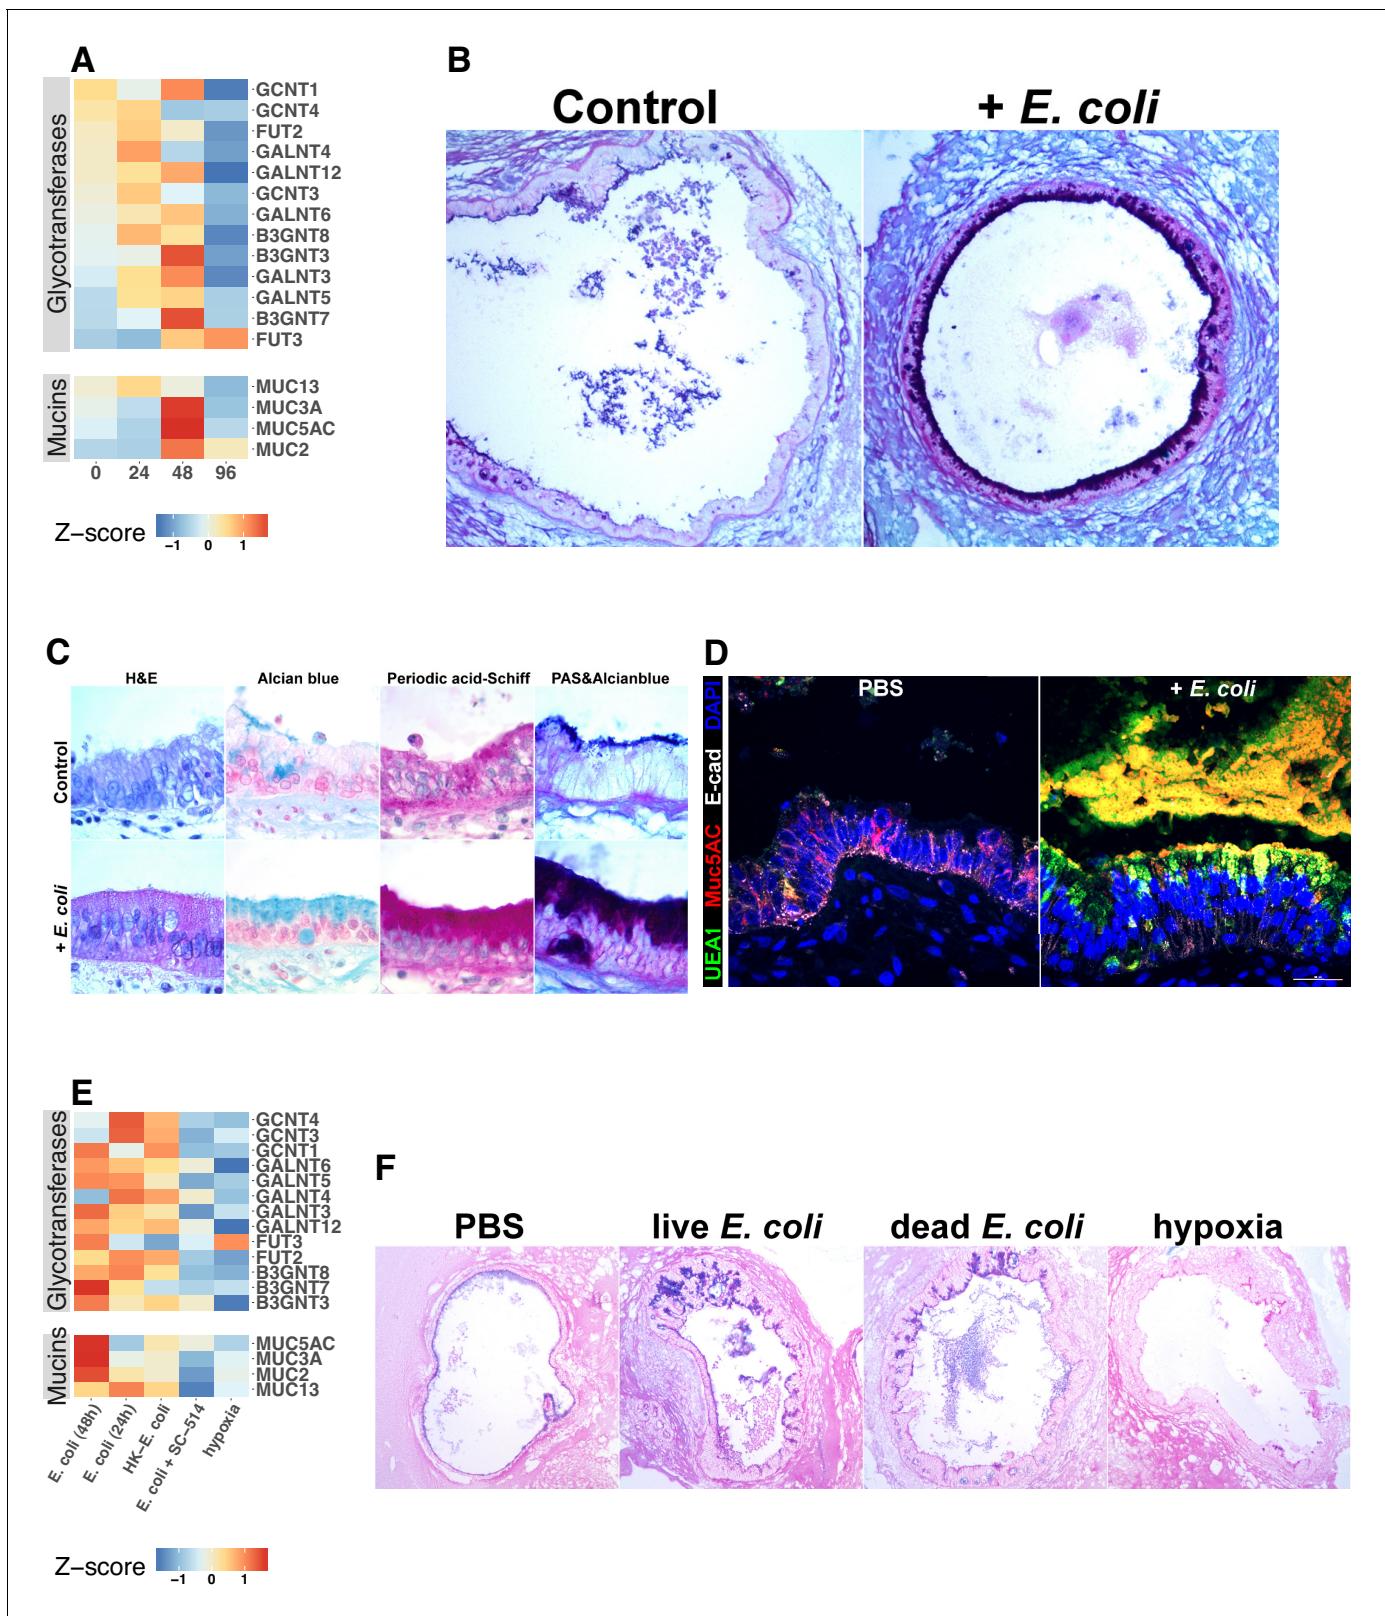 A
Glycotransferases
GCNT1
GCNT4
FUT2
GALNT4
GALNT12
GCNT3
GALNT6
B3GNT8
B3GNT3
GALNT3
GALNT5
B3GNT7
FUT3
Mucins
MUC13
MUC3A
MUC5AC
MUC2
0 24 48 96
Z−score
−1 0 1
B
Control
+ E. coli
C
H&E
Alcian blue
Periodic acid-Schiff
PAS&Alcianblue
Control
+ E. coli
D
UEA1 Muc5AC E-cad DAPI
PBS
+ E. coli
E
Glycotransferases
GCNT4
GCNT3
GCNT1
GALNT6
GALNT5
GALNT4
GALNT3
GALNT12
FUT3
FUT2
B3GNT8
B3GNT7
B3GNT3
Mucins
MUC5AC
MUC3A
MUC2
MUC13
E. coli (48h)
E. coli (24h)
HK−E. coli
E. coli + SC−514
hypoxia
Z−score
−1 0 1
F
PBS
live E. coli
dead E. coli
hypoxia